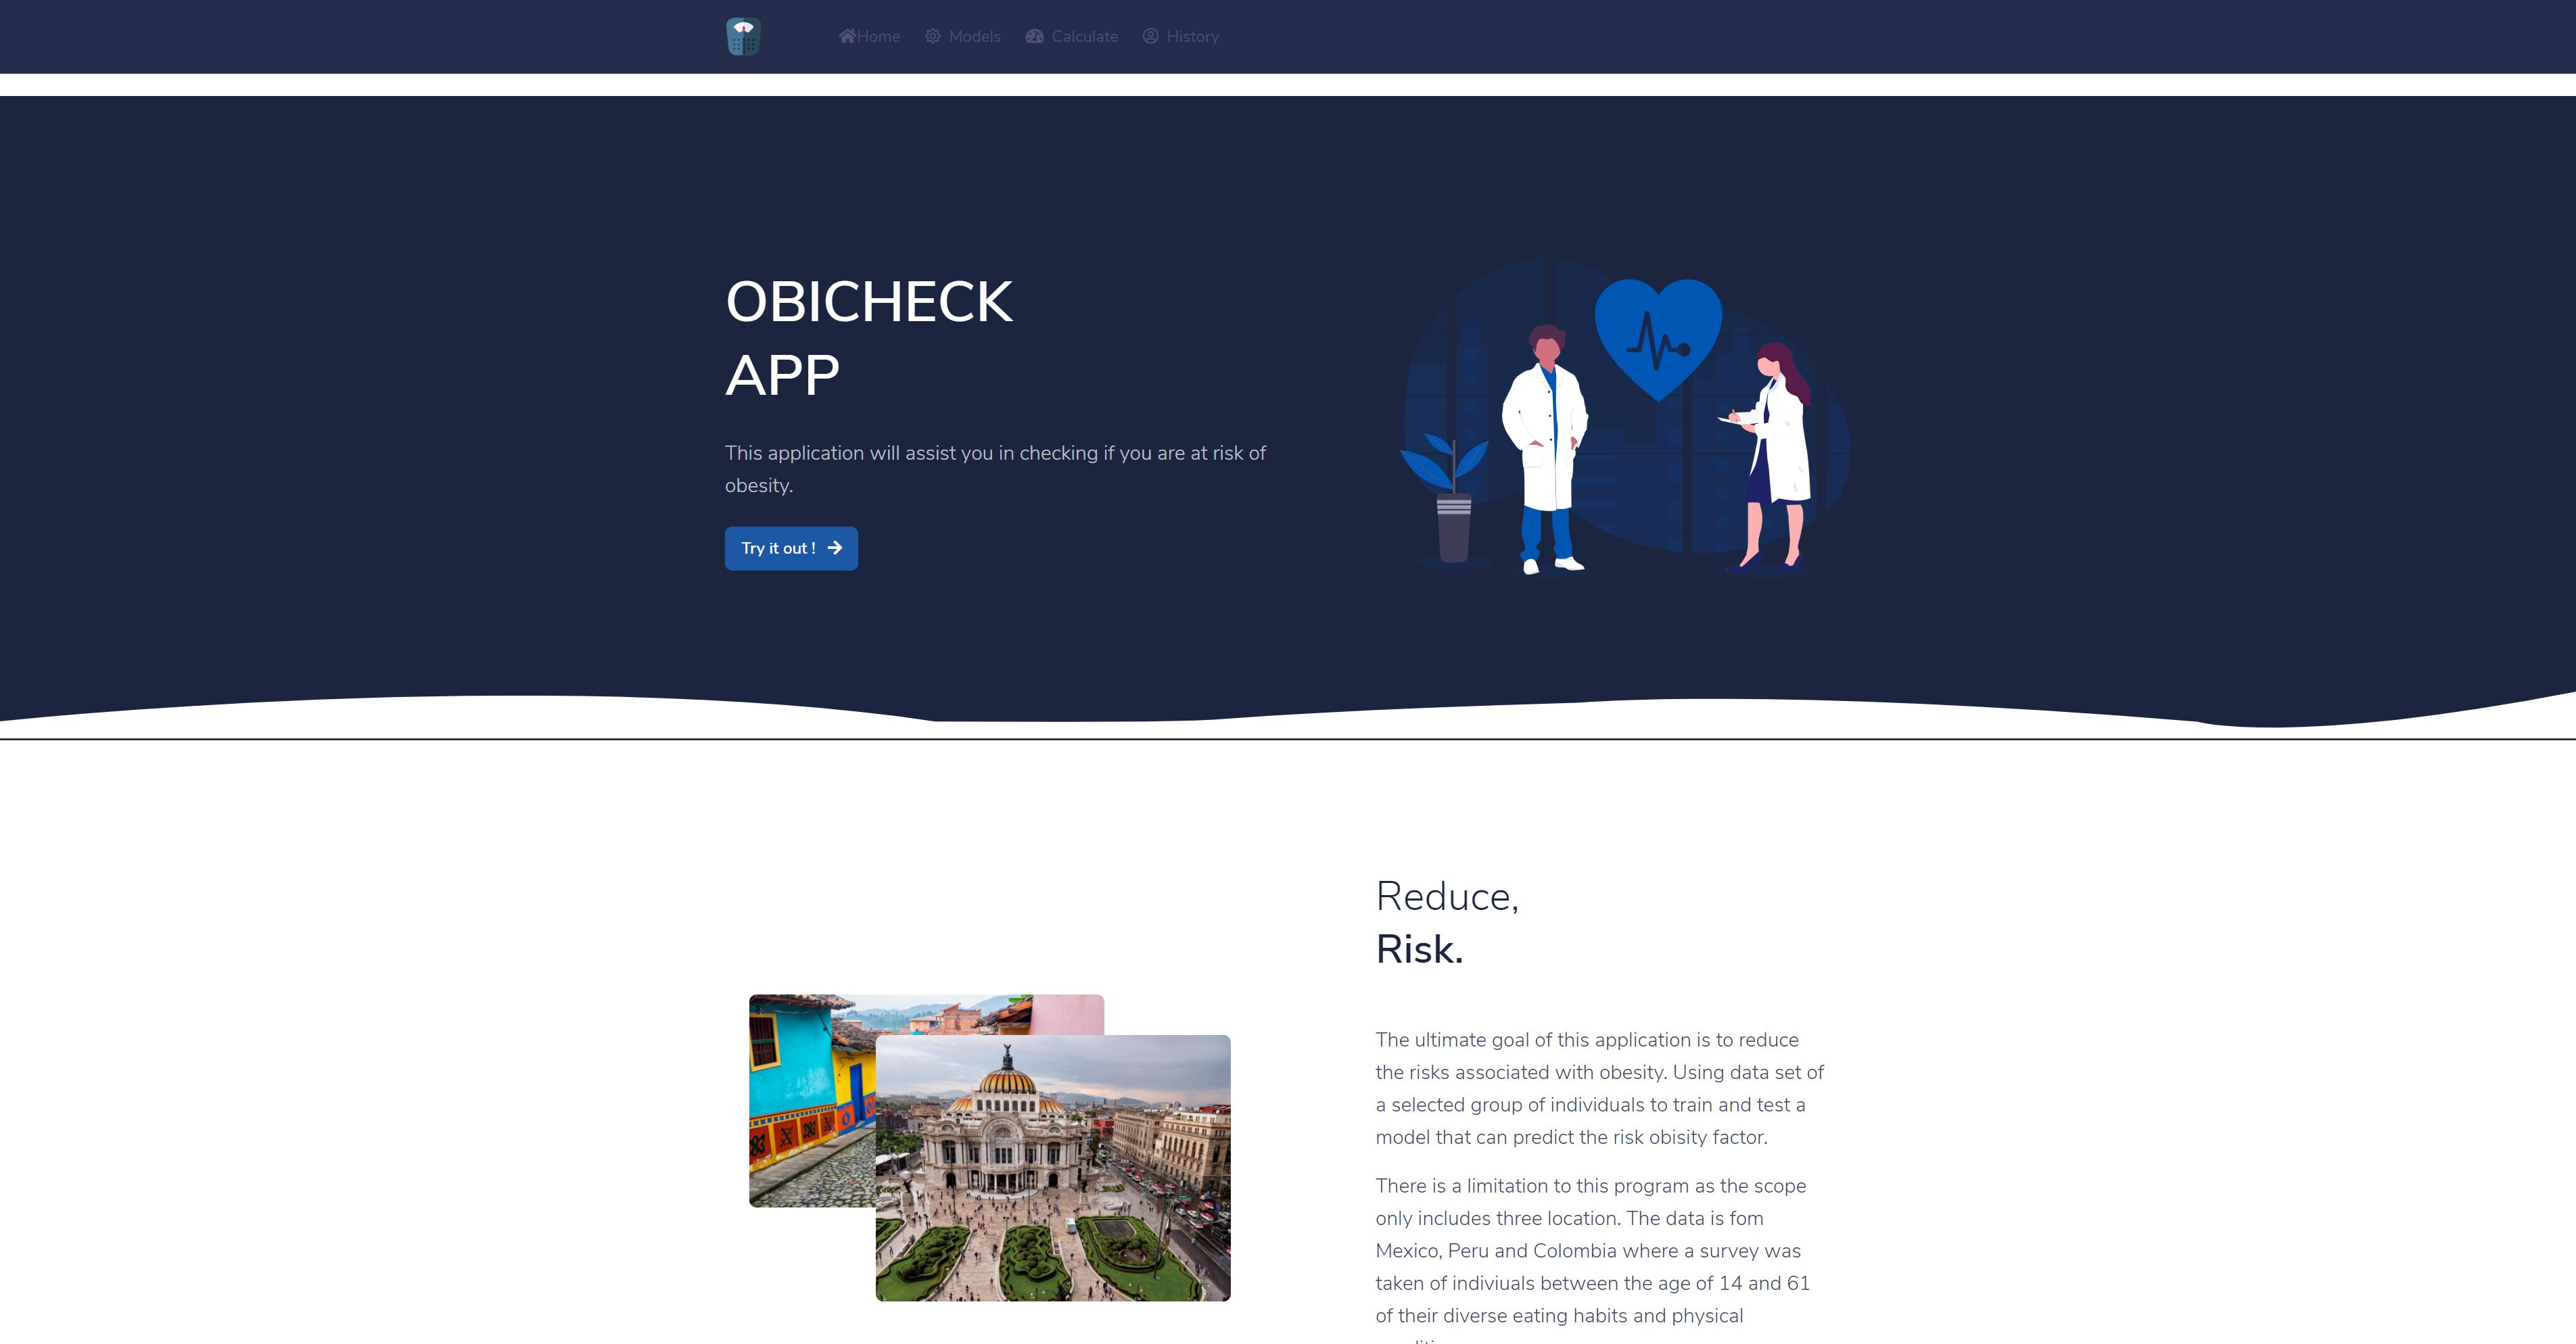 Home Models Calculate History
OBICHECK
APP
This application will assist you in checking if you are at risk of
obesity.
Try it out !
Reduce,
Risk.
The ultimate goal of this application is to reduce
the risks associated with obesity. Using data set of
a selected group of individuals to train and test a
model that can predict the risk obisity factor.
There is a limitation to this program as the scope
only includes three location. The data is fom
Mexico, Peru and Colombia where a survey was
taken of indiviuals between the age of 14 and 61
of their diverse eating habits and physical